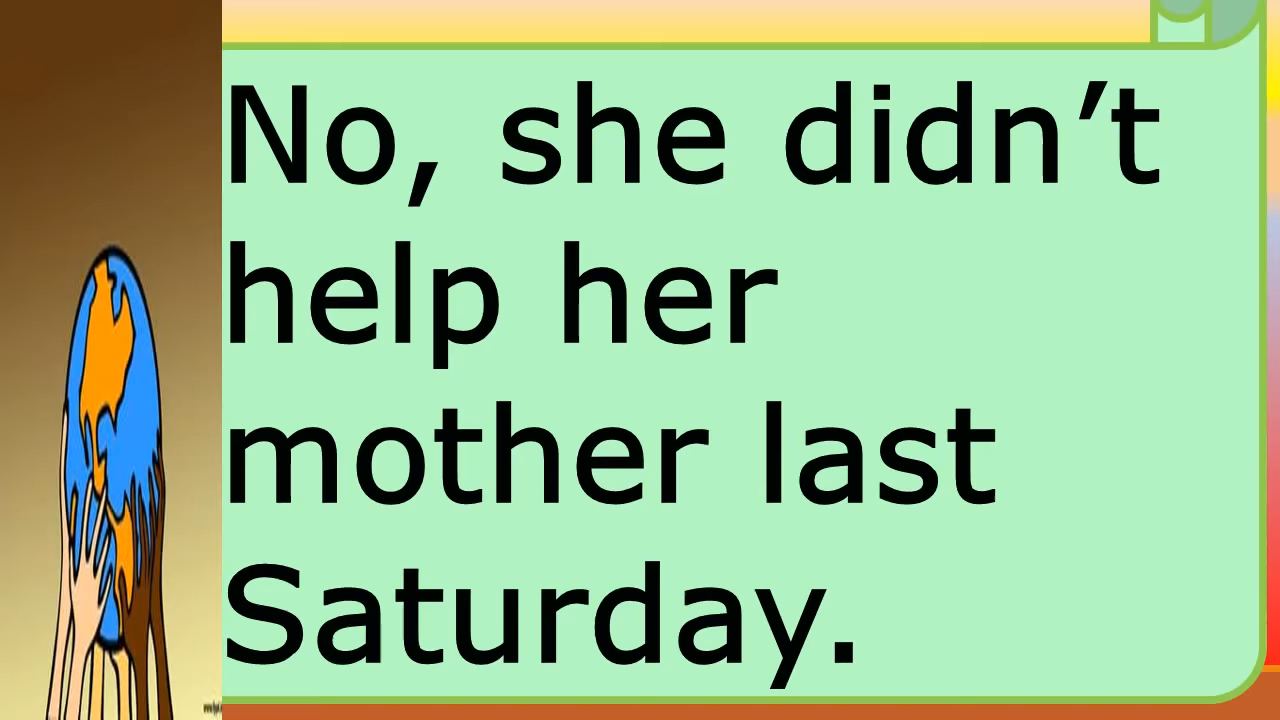 No, she didn’t
help her
mother last
Saturday.